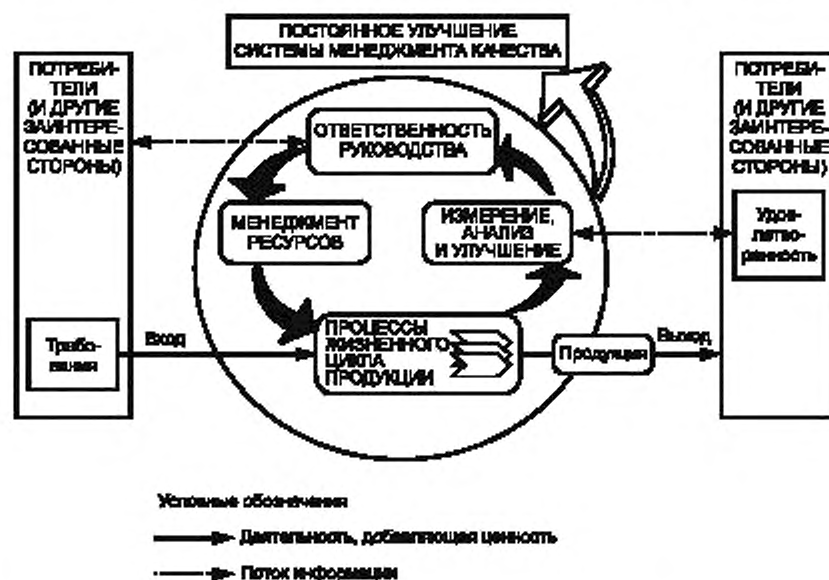 ПОСТОЯННОЕ УЛУЧШЕНИЕ
СИСТЕМЫ МЕНЕДЖМЕНТА КАЧЕСТВА
ПОТРЕБИ-
ТЕЛИ
(И ДРУГИЕ
ЗАИНТЕРЕ-
СОВАННЫЕ
СТОРОНЫ)
ОТВЕТСТВЕННОСТЬ
РУКОВОДСТВА
МЕНЕДЖМЕНТ
РЕСУРСОВ
ИЗМЕРЕНИЕ,
АНАЛИЗ
И УЛУЧШЕНИЕ
ПОТРЕБИ-
ТЕЛИ
(И ДРУГИЕ
ЗАИНТЕРЕ-
СОВАННЫЕ
СТОРОНЫ)
Удов-
летво-
ренность
Требо-
вания
Вход
ПРОЦЕССЫ
ЖИЗНЕННОГО
ЦИКЛА
ПРОДУКЦИИ
Продукция
Выход
Условные обозначения
Деятельность, добавляющая ценность
Поток информации